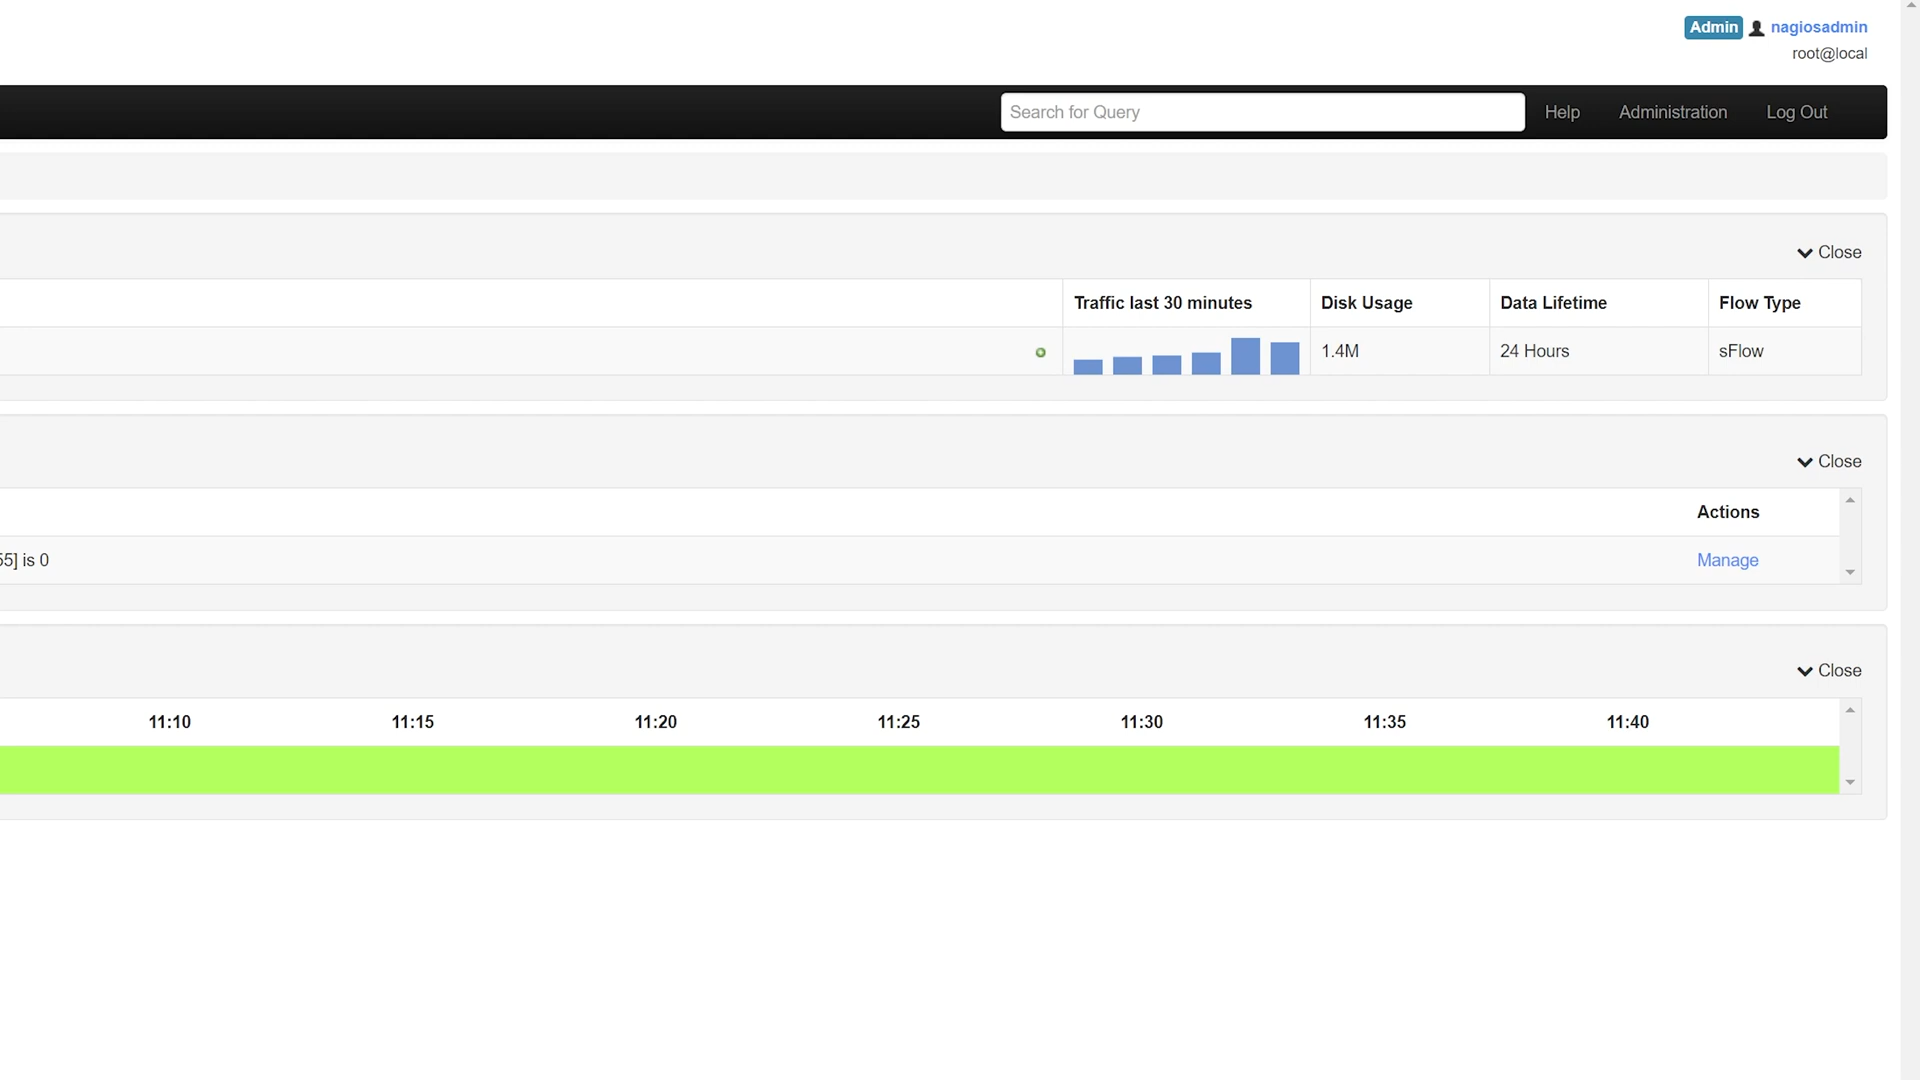 Admin nagiosadmin
root@local
Search for Query Help Administration Log Out
Close
Traffic last 30 minutes Disk Usage Data Lifetime Flow Type
1.4M 24 Hours sFlow
Close
Actions
55] is 0 Manage
Close
11:10 11:15 11:20 11:25 11:30 11:35 11:40